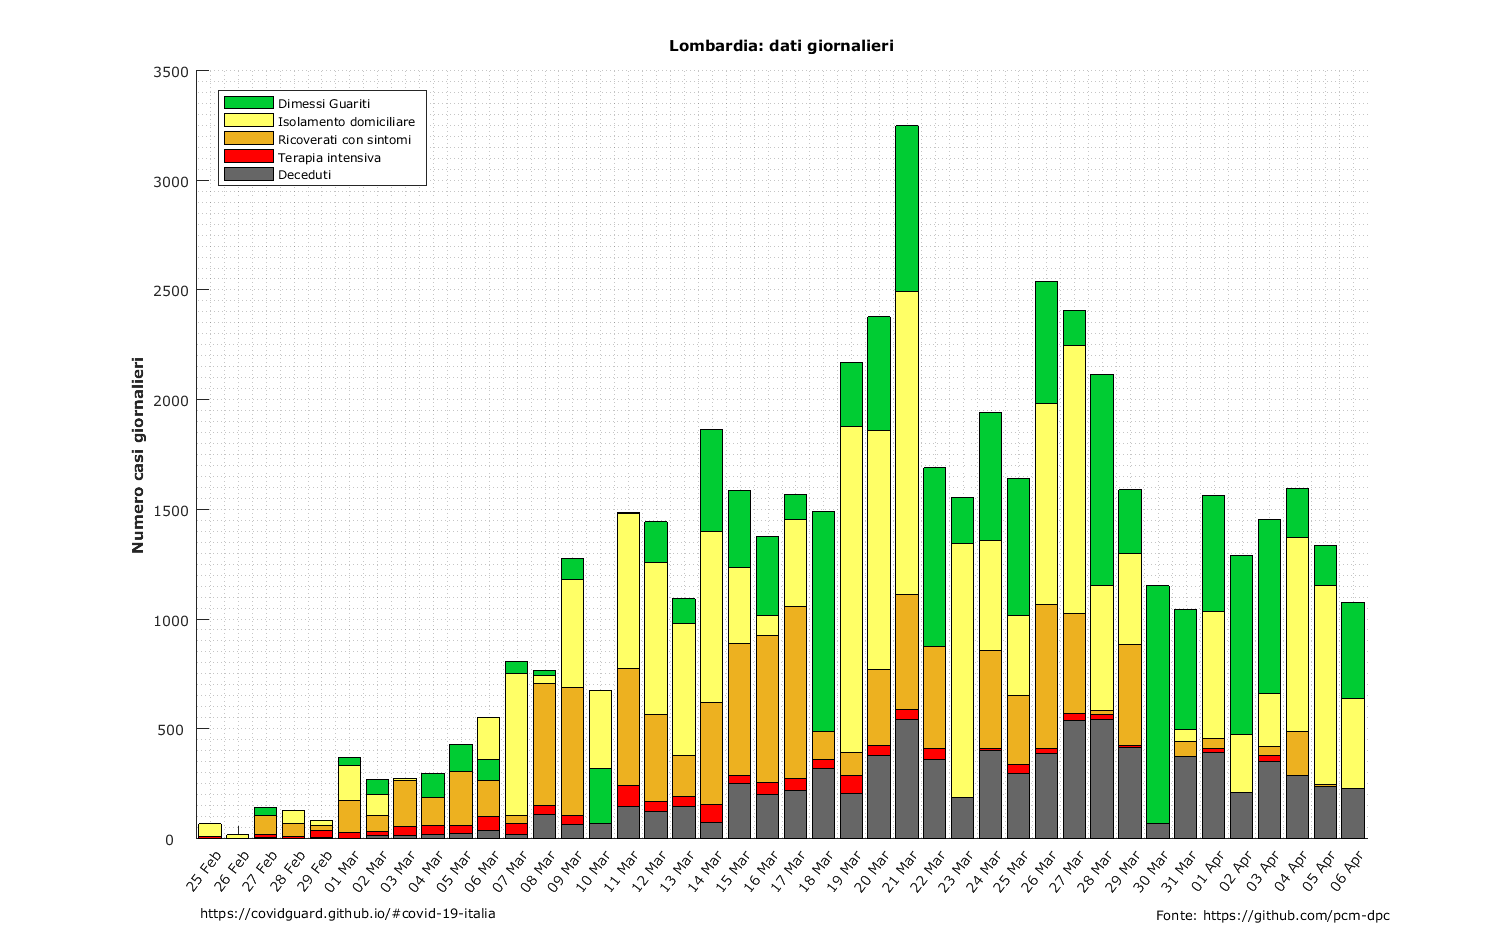 Lombardia: dati giornalieri
3500
3000
2500
2000
1500
1000
500
0
Numero casi giornalieri
Dimessi Guariti
Isolamento domiciliare
Ricoverati con sintomi
Terapia intensiva
Deceduti
25 Feb
26 Feb
27 Feb
28 Feb
29 Feb
01 Mar
02 Mar
03 Mar
04 Mar
05 Mar
06 Mar
07 Mar
08 Mar
09 Mar
10 Mar
11 Mar
12 Mar
13 Mar
14 Mar
15 Mar
16 Mar
17 Mar
18 Mar
19 Mar
20 Mar
21 Mar
22 Mar
23 Mar
24 Mar
25 Mar
26 Mar
27 Mar
28 Mar
29 Mar
30 Mar
31 Mar
01 Apr
02 Apr
03 Apr
04 Apr
05 Apr
06 Apr
https://covidguard.github.io/#covid-19-italia
Fonte: https://github.com/pcm-dpc